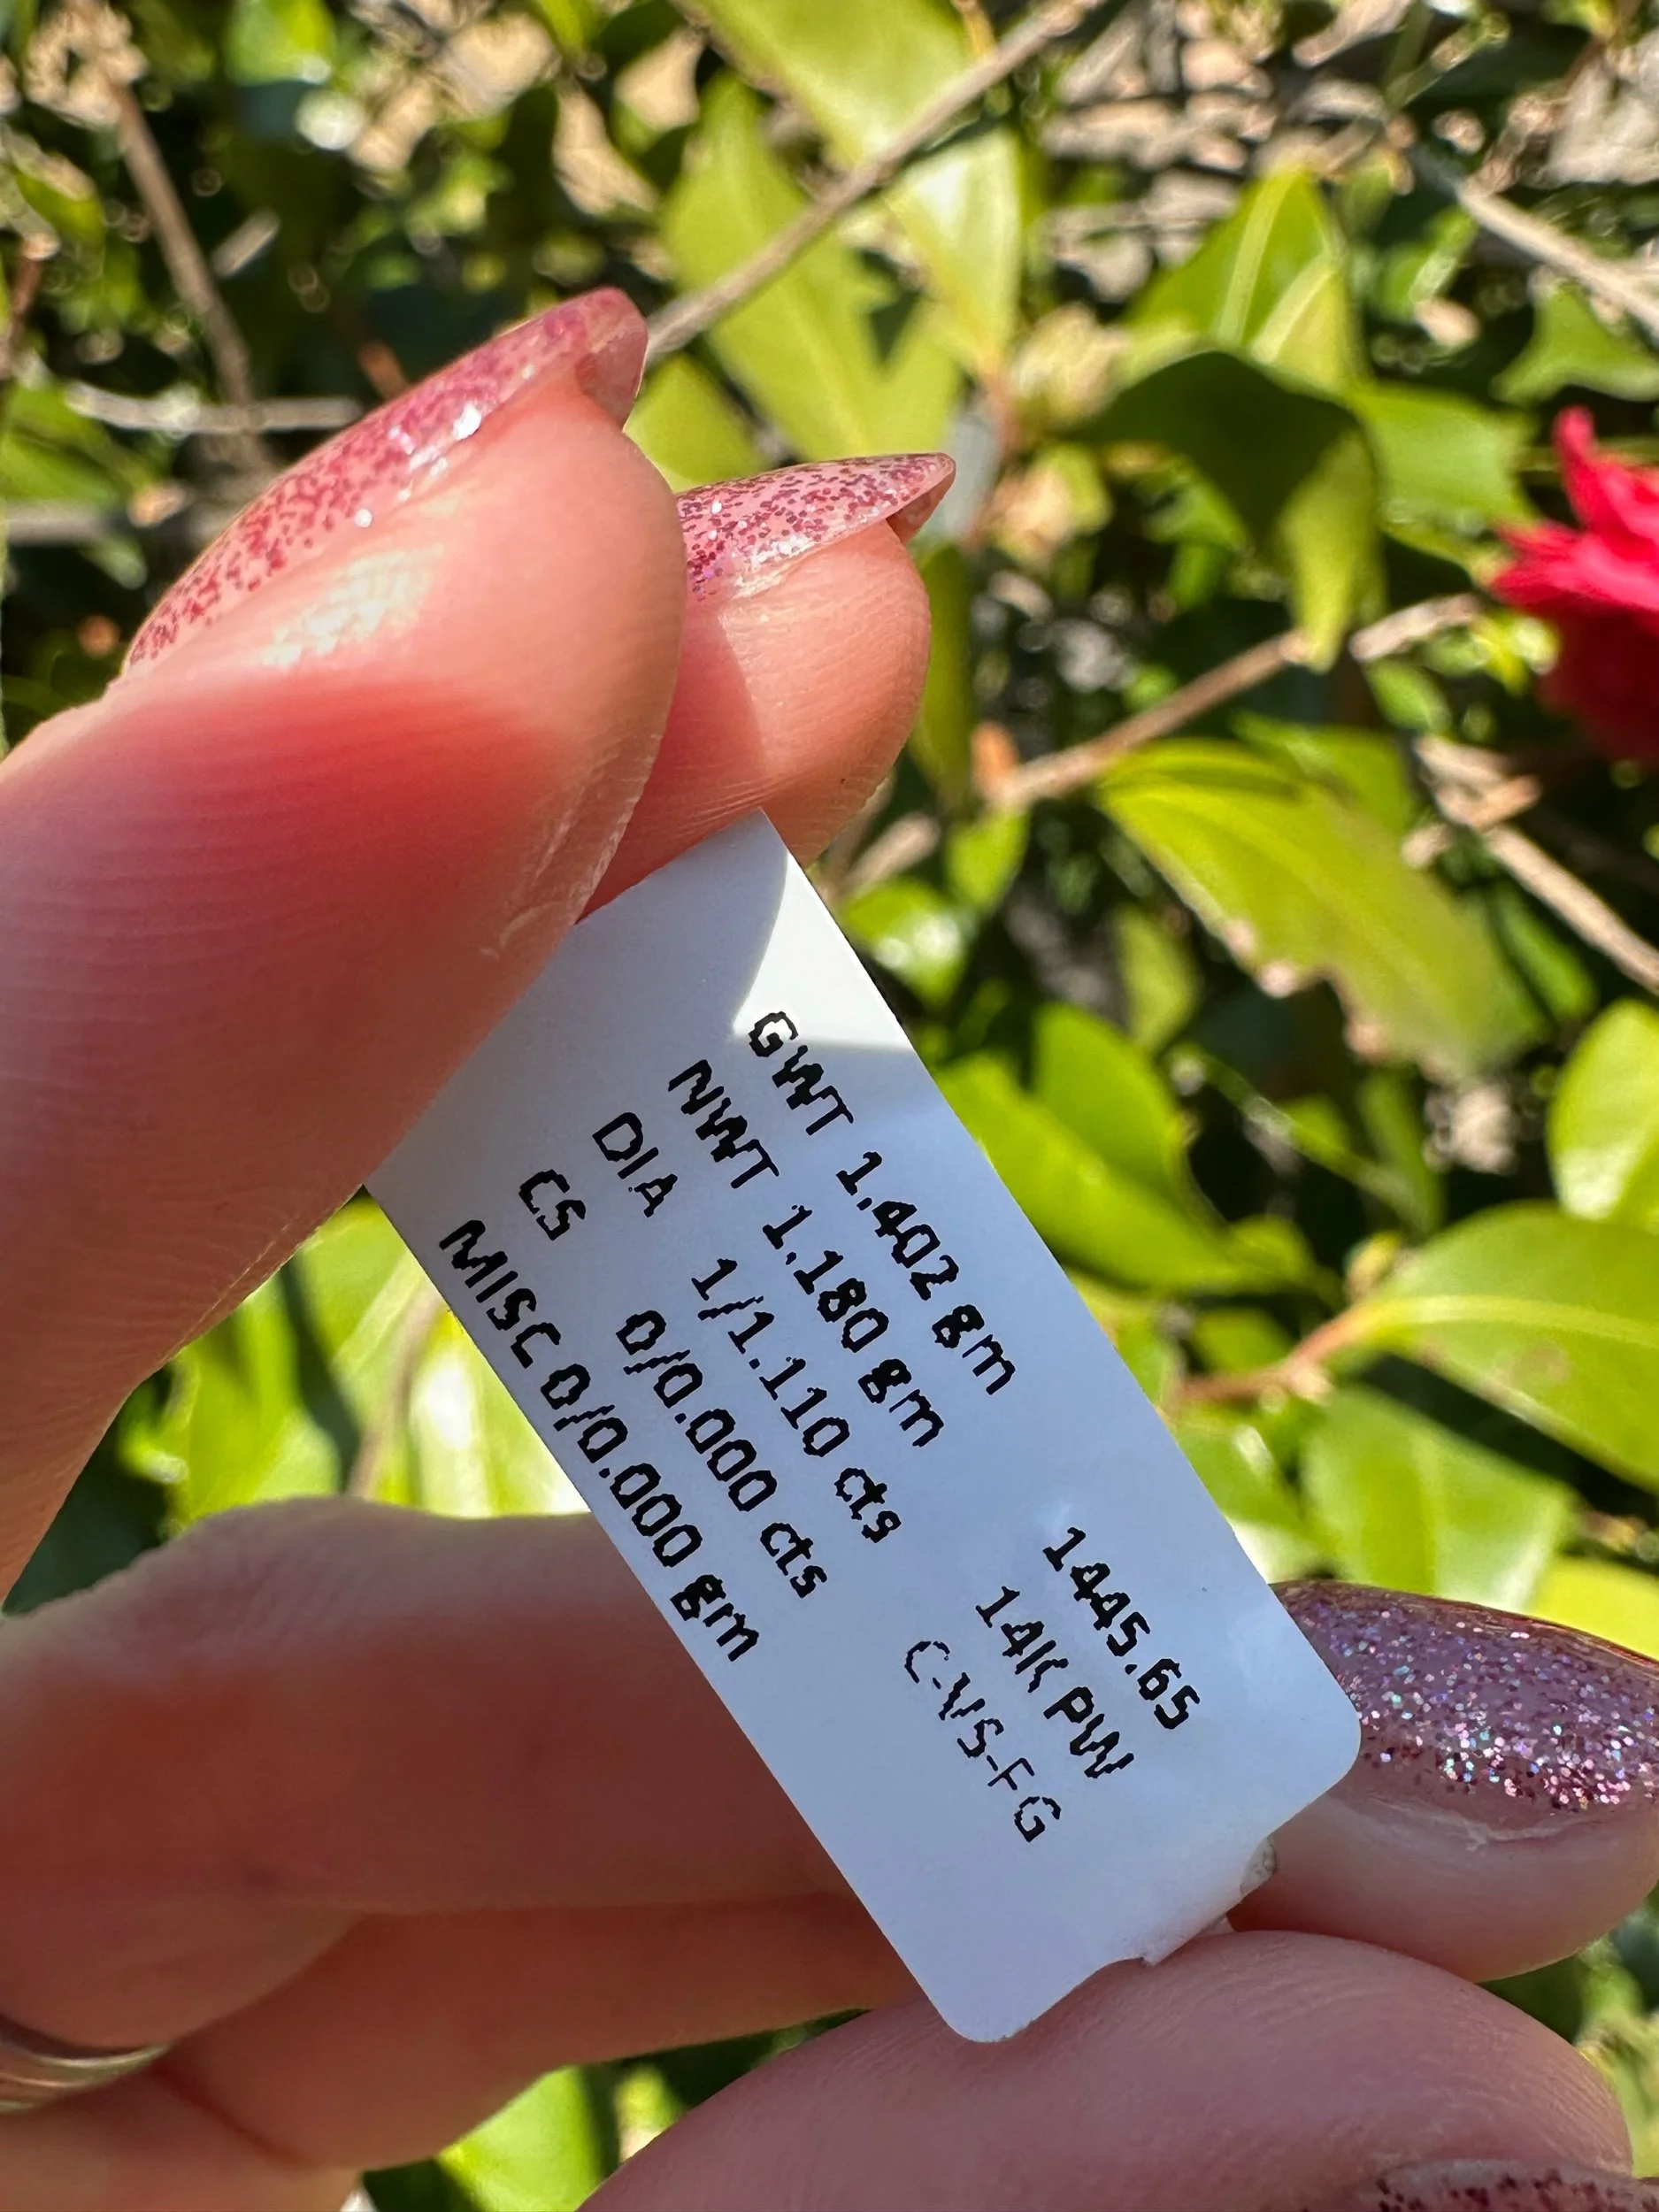 GWT 1.402 gm
NWT 1.180 gm
DIA 1/1.110 cts
CS 0/0.000 cts
MISC 0/0.000 gm
1445.65
14K PW
C-VS-FG